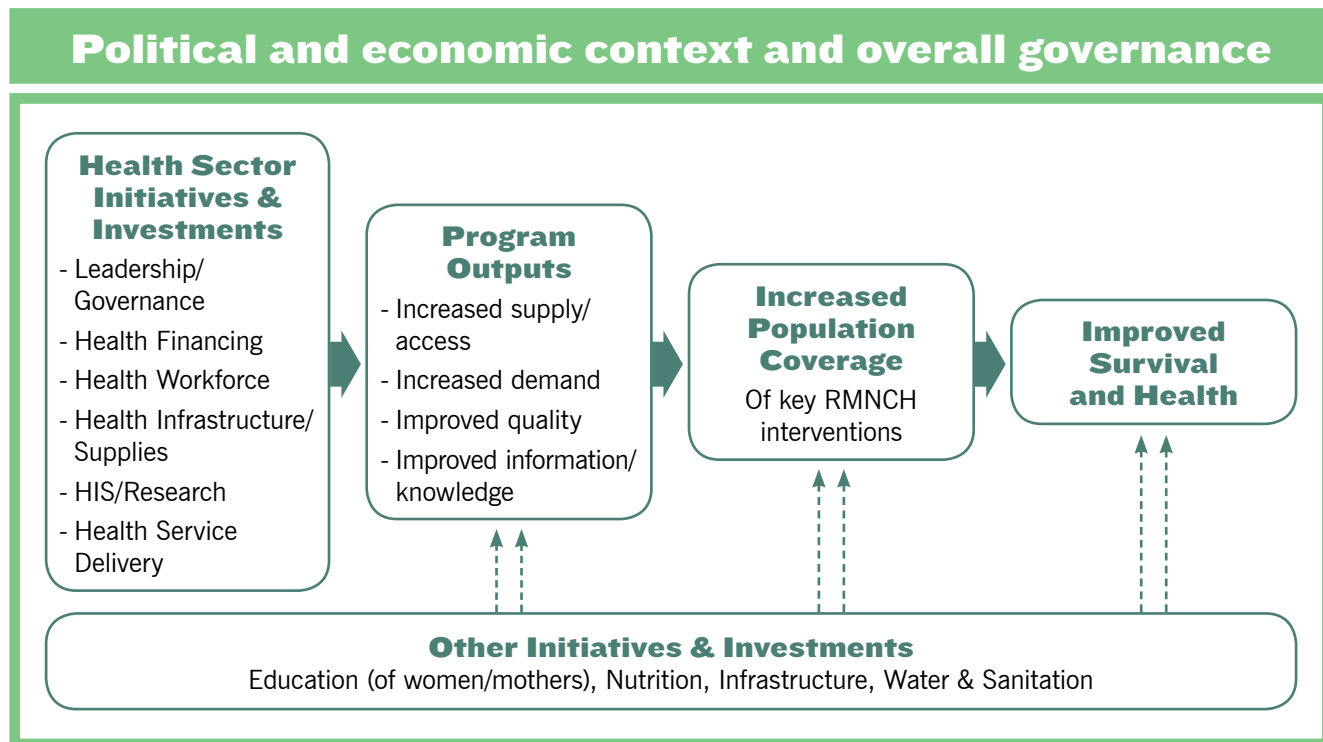 Political and economic context and overall governance
Health Sector
Initiatives &
Investments
- Leadership/
Governance
- Health Financing
- Health Workforce
- Health Infrastructure/
Supplies
- HIS/Research
- Health Service
Delivery
Program
Outputs
- Increased supply/
access
- Increased demand
- Improved quality
- Improved information/
knowledge
Increased
Population
Coverage
Of key RMNCH
interventions
Improved
Survival
and Health
Other Initiatives & Investments
Education (of women/mothers), Nutrition, Infrastructure, Water & Sanitation